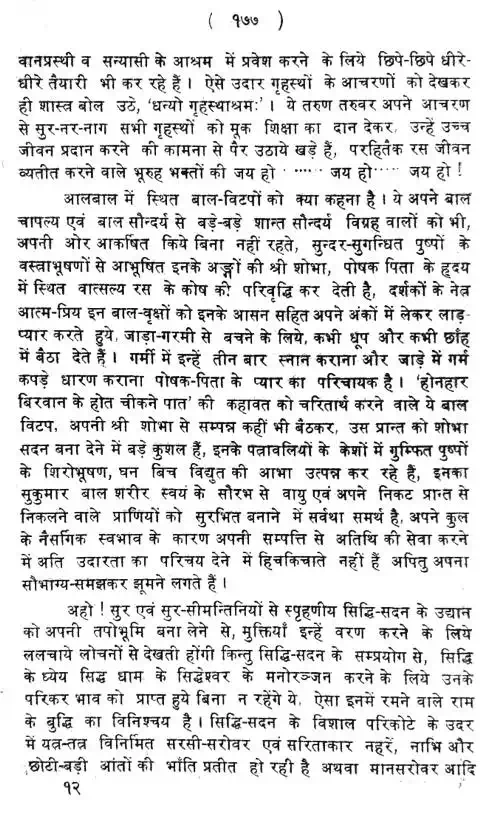 ( १७७ )
वानप्रस्थी व सन्यासी के आश्रम में प्रवेश करने के लिये छिपे-छिपे धीरे-
धीरे तैयारी भी कर रहे हैं । ऐसे उदार गृहस्थों के आचरणों को देखकर
ही शास्त्र बोल उठे, 'धन्यो गृहस्थाश्रमः' । ये तरुण तरुवर अपने आचरण
से सुर-नर-नाग सभी गृहस्थों को मूक शिक्षा का दान देकर, उन्हें उच्च
जीवन प्रदान करने की कामना से पैर उठाये खड़े हैं, परहितैक रस जीवन
व्यतीत करने वाले भूरुह भक्तों की जय हो ...... जय हो ..... जय हो !
आलबाल में स्थित बाल-विटपों को क्या कहना है । ये अपने बाल
चापल्य एवं बाल सौन्दर्य से बड़े-बड़े शान्त सौन्दर्य विग्रह वालों को भी,
अपनी ओर आकर्षित किये बिना नहीं रहते, सुन्दर-सुगन्धित पुष्पों के
वस्त्राभूषणों से आभूषित इनके अङ्गों की श्री शोभा, पोषक पिता के हृदय
में स्थित वात्सल्य रस के कोष की परिवृद्धि कर देती है, दर्शकों के नेत्र
आत्म-प्रिय इन बाल-वृक्षों को इनके आसन सहित अपने अंकों में लेकर लाड़-
प्यार करते हुये, जाड़ा-गरमी से बचने के लिये, कभी धूप और कभी छाँह
में बैठा देते हैं । गर्मी में इन्हें तीन बार स्नान कराना और जाड़े में गर्म
कपड़े धारण कराना पोषक-पिता के प्यार का परिचायक है । 'होनहार
बिरवान के होत चीकने पात' की कहावत को चरितार्थ करने वाले ये बाल
विटप, अपनी श्री शोभा से सम्पन्न कहीं भी बैठकर, उस प्रान्त को शोभा
सदन बना देने में बड़े कुशल हैं, इनके पत्रावलियों के केशों में गुम्फित पुष्पों
के शिरोभूषण, घन बिच विद्युत की आभा उत्पन्न कर रहे हैं, इनका
सुकुमार बाल शरीर स्वयं के सौरभ से वायु एवं अपने निकट प्रान्त से
निकलने वाले प्राणियों को सुरभित बनाने में सर्वथा समर्थ है, अपने कुल
के नैसर्गिक स्वभाव के कारण अपनी सम्पत्ति से अतिथि की सेवा करने
में अति उदारता का परिचय देने में हिचकिचाते नहीं हैं अपितु अपना
सौभाग्य-समझकर झूमने लगते हैं ।
अहो ! सुर एवं सुर-सीमन्तिनियों से स्पृहणीय सिद्धि-सदन के उद्यान
को अपनी तपोभूमि बना लेने से, मुक्तियाँ इन्हें वरण करने के लिये
ललचाये लोचनों से देखती होंगी किन्तु सिद्धि-सदन के सम्प्रयोग से, सिद्धि
के ध्येय सिद्ध धाम के सिद्धेश्वर के मनोरञ्जन करने के लिये उनके
परिकर भाव को प्राप्त हुये बिना न रहेंगे ये, ऐसा इनमें रमने वाले राम
के बुद्धि का विनिश्चय है । सिद्धि-सदन के विशाल परिकोटे के उदर
में यत्र-तत्र विनिर्मित सरसी-सरोवर एवं सरिताकार नहरें, नाभि और
छोटी-बड़ी आंतों की भाँति प्रतीत हो रही है अथवा मानसरोवर आदि
१२